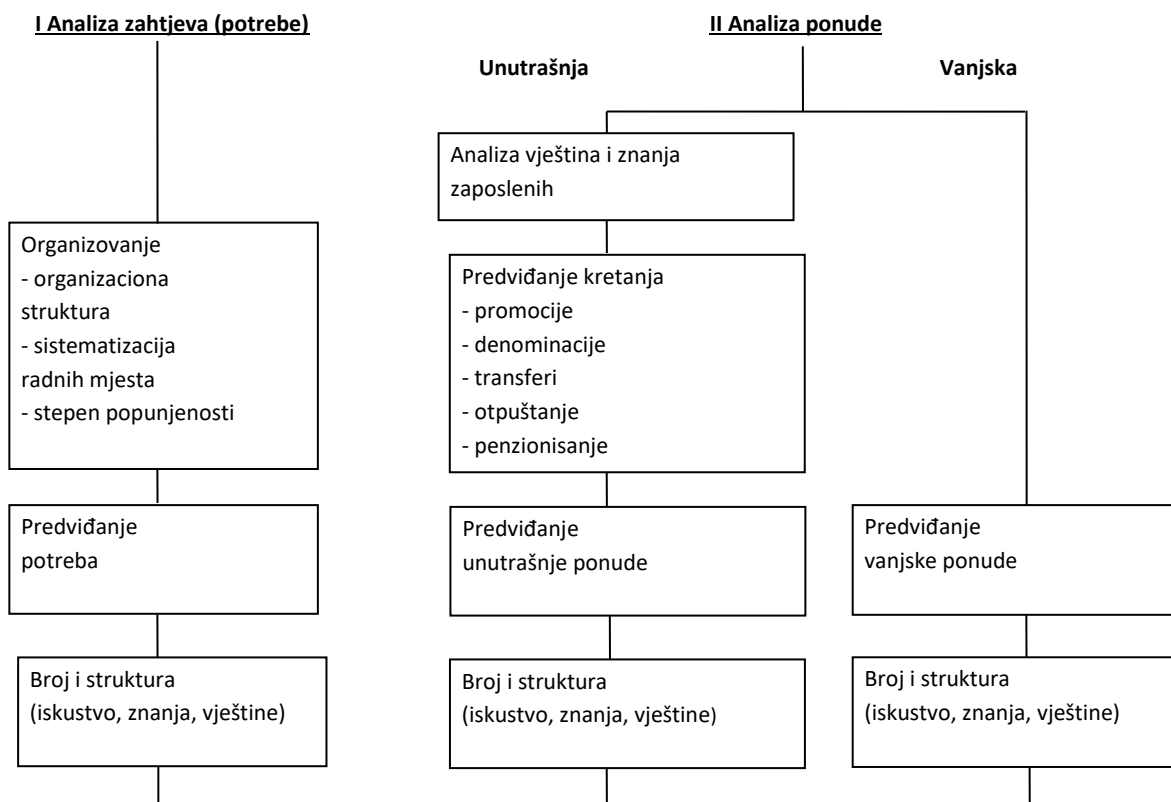 I Analiza zahtjeva (potrebe)
II Analiza ponude
Unutrašnja
Vanjska
Analiza vještina i znanja
zaposlenih
Organizovanje
- organizaciona
struktura
- sistematizacija
radnih mjesta
- stepen popunjenosti
Predviđanje kretanja
- promocije
- denominacije
- transferi
- otpuštanje
- penzionisanje
Predviđanje
potreba
Predviđanje
unutrašnje ponude
Predviđanje
vanjske ponude
Broj i struktura
(iskustvo, znanja, vještine)
Broj i struktura
(iskustvo, znanja, vještine)
Broj i struktura
(iskustvo, znanja, vještine)